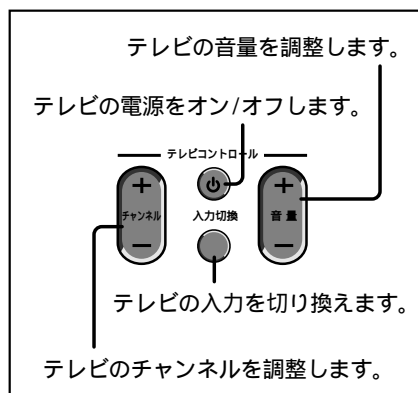 テレビの音量を調整します。
テレビの電源をオン/オフします。
テレビコントロール
+
+
チャンネル
入力切換
音量
−
−
テレビの入力を切り換えます。
テレビのチャンネルを調整します。